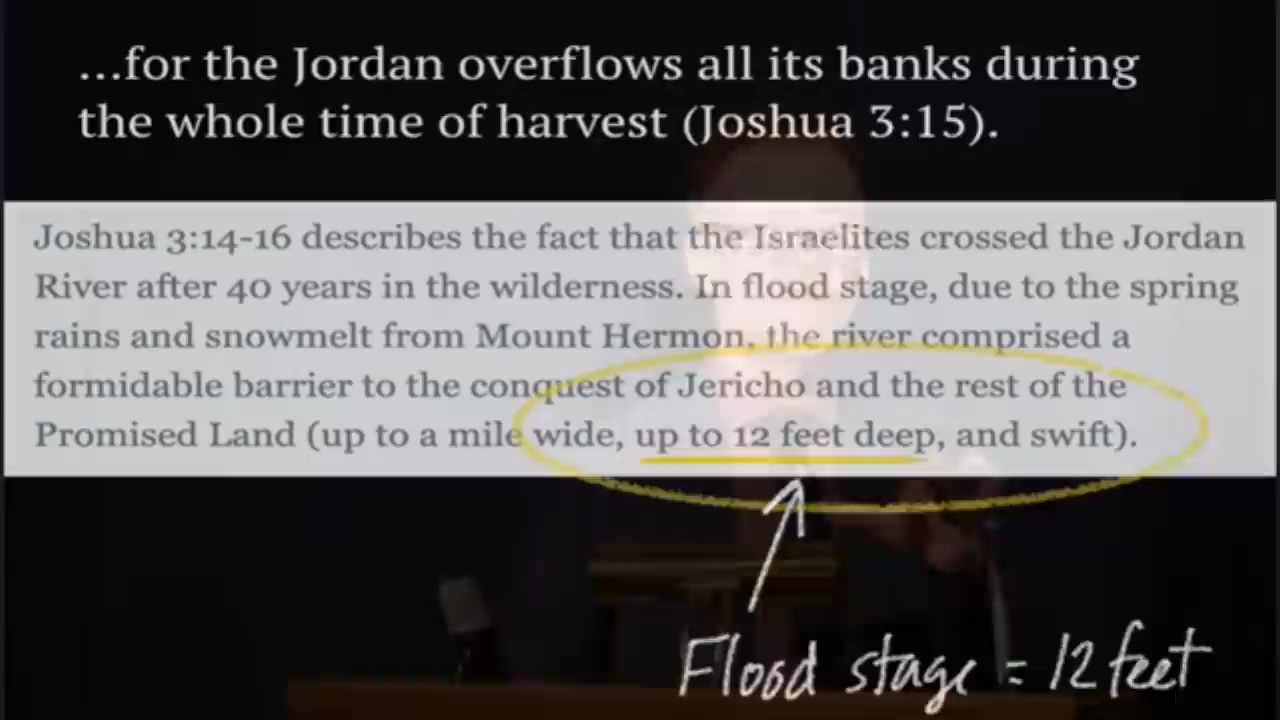 ...for the Jordan overflows all its banks during
the whole time of harvest (Joshua 3:15).
Joshua 3:14-16 describes the fact that the Israelites crossed the Jordan
River after 40 years in the wilderness. In flood stage, due to the spring
rains and snowmelt from Mount Hermon, the river comprised a
formidable barrier to the conquest of Jericho and the rest of the
Promised Land (up to a mile wide, up to 12 feet deep, and swift).
Flood stage = 12 feet